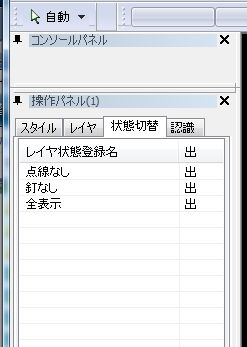 自動
コンソールパネル
操作パネル(1)
スタイル レイヤ 状態切替 認識
レイヤ状態登録名 出
点線なし 出
釘なし 出
全表示 出